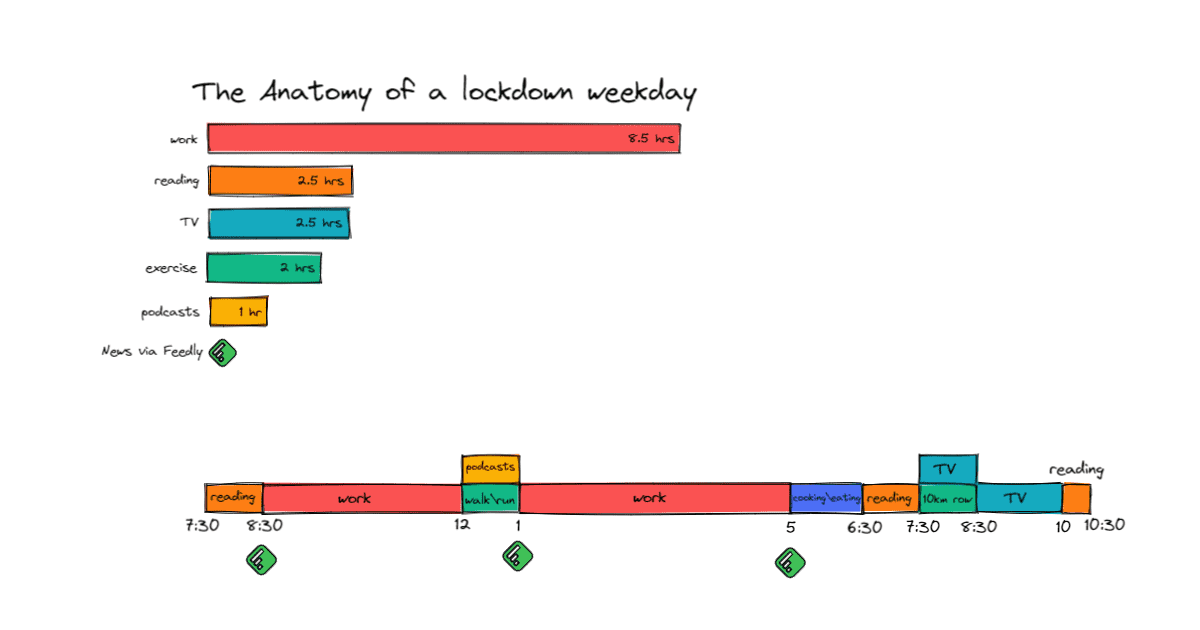 The Anatomy of a lockdown weekday
work 8.5 hrs
reading 2.5 hrs
TV 2.5 hrs
exercise 2 hrs
podcasts 1 hr
News via Feedly
podcasts TV reading
reading work walk\run work cooking\eating reading 10km row TV
7:30 8:30 12 1 5 6:30 7:30 8:30 10 10:30